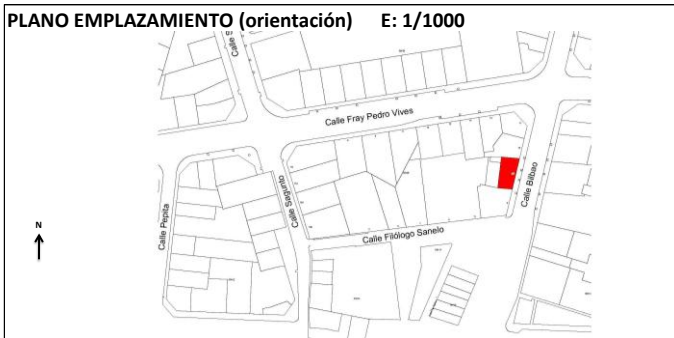 PLANO EMPLAZAMIENTO (orientación) E: 1/1000
Calle Fray Pedro Vives
Calle Sagunto
Calle Bilbao
Calle Pepita
Calle Filólogo Sanelo
N